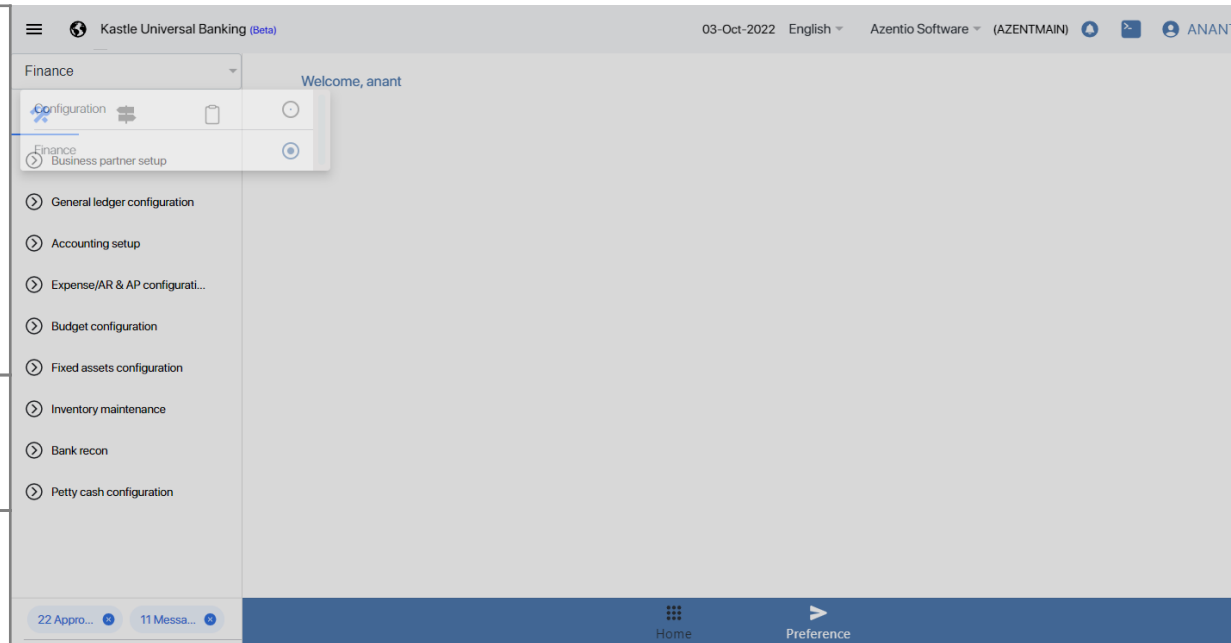 Kastle Universal Banking (Beta)
03-Oct-2022 English Azentio Software (AZENTMAIN) ANANT
Finance
Welcome, anant
Configuration
Finance
Business partner setup
General ledger configuration
Accounting setup
Expense/AR & AP configurati...
Budget configuration
Fixed assets configuration
Inventory maintenance
Bank recon
Petty cash configuration
22 Appro... 11 Messa...
Home Preference